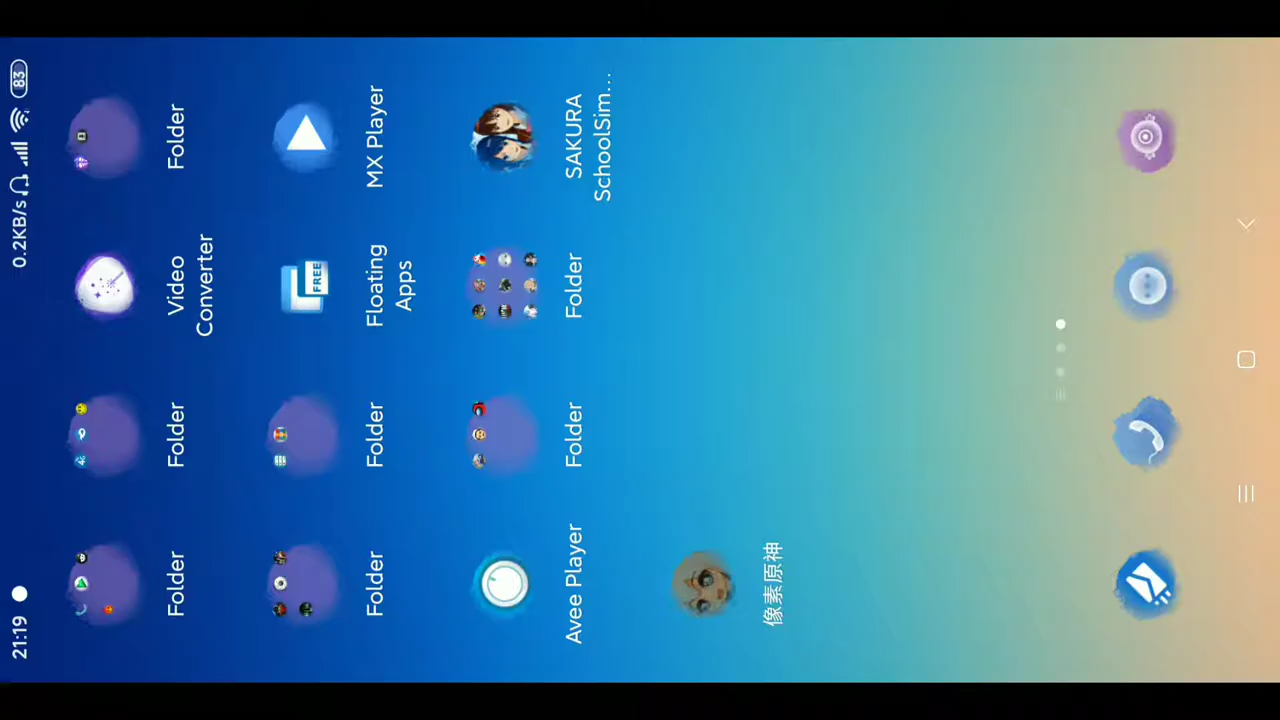 21:19
0.2KB/s
83
Folder
Folder
Video
Converter
Folder
Folder
Folder
FREE
Floating
Apps
MX Player
Avee Player
Folder
Folder
SAKURA
SchoolSim...
像素原神